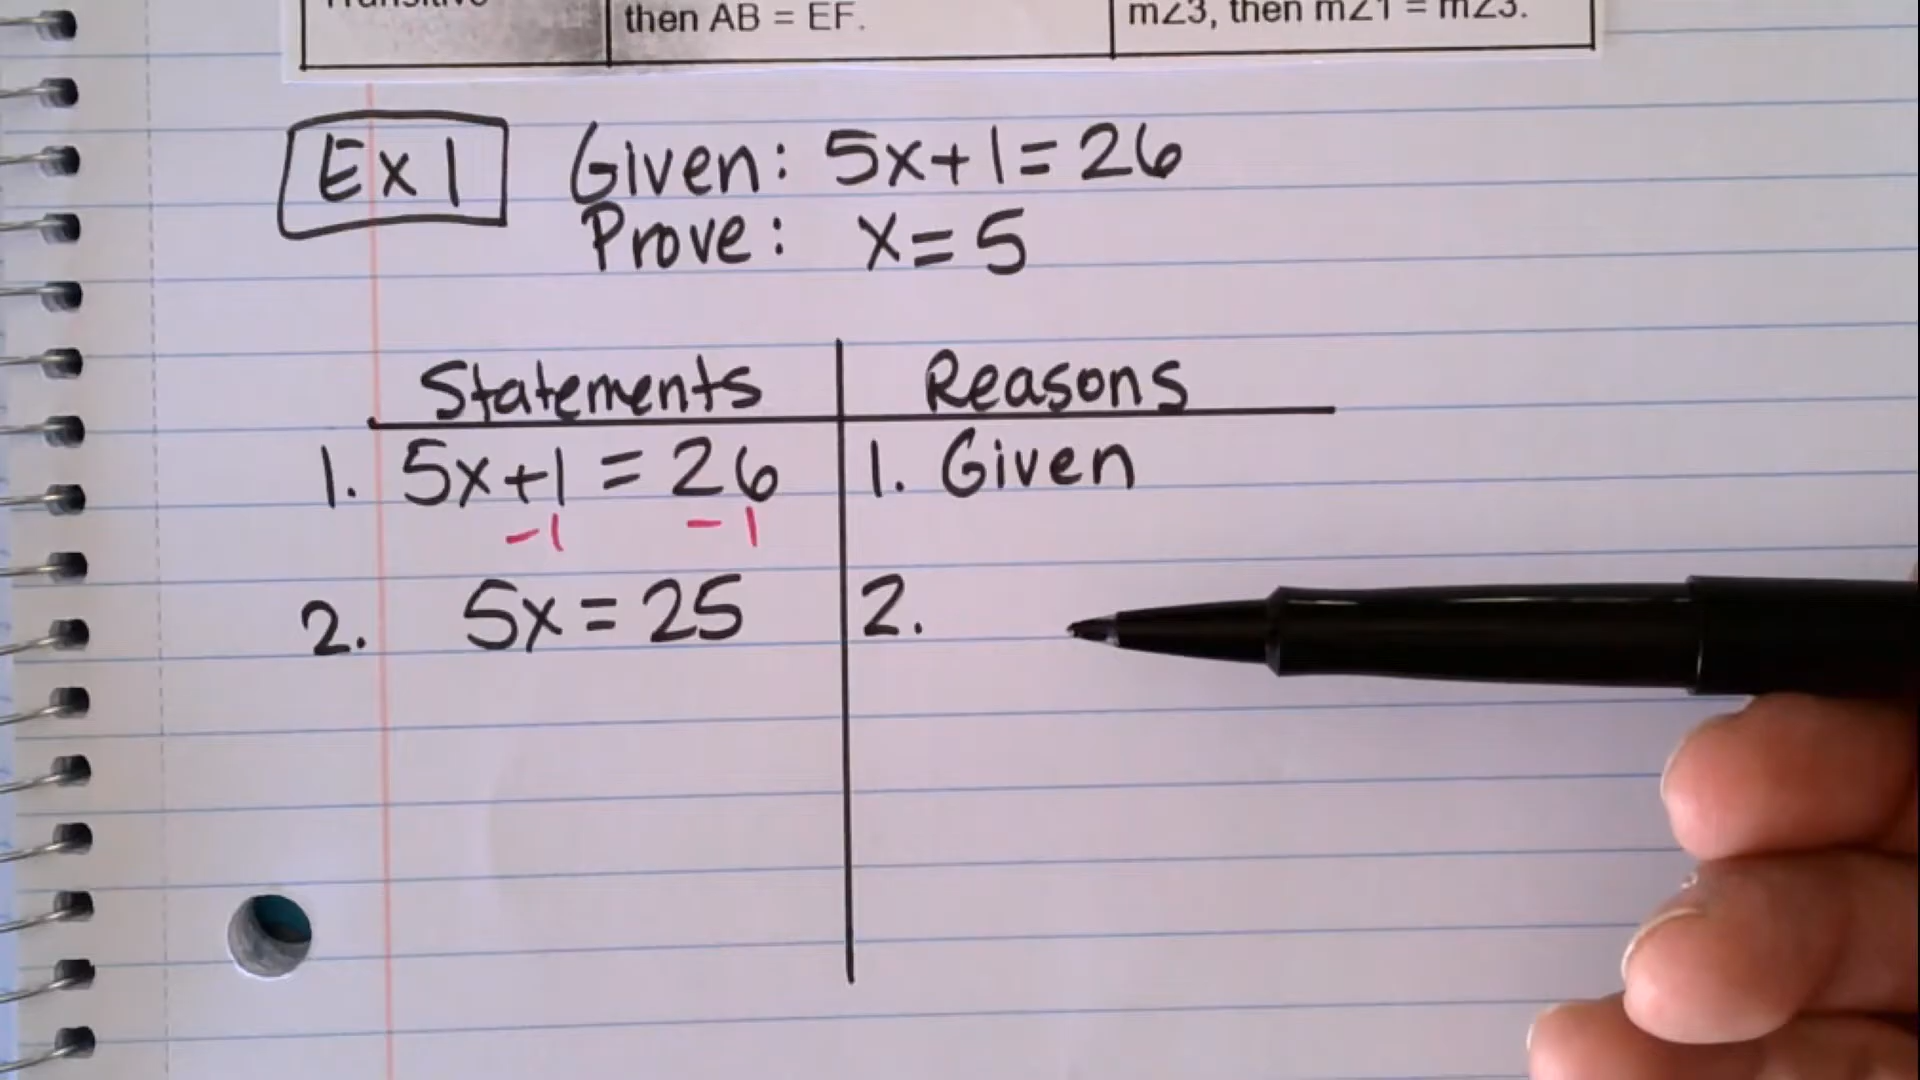 Transitive
then AB = EF.
m∠3, then m∠1 = m∠3.
Ex 1
Given: 5x+1=26
Prove: x=5
Statements
Reasons
1. 5x+1 = 26
1. Given
-1 -1
2. 5x = 25
2.